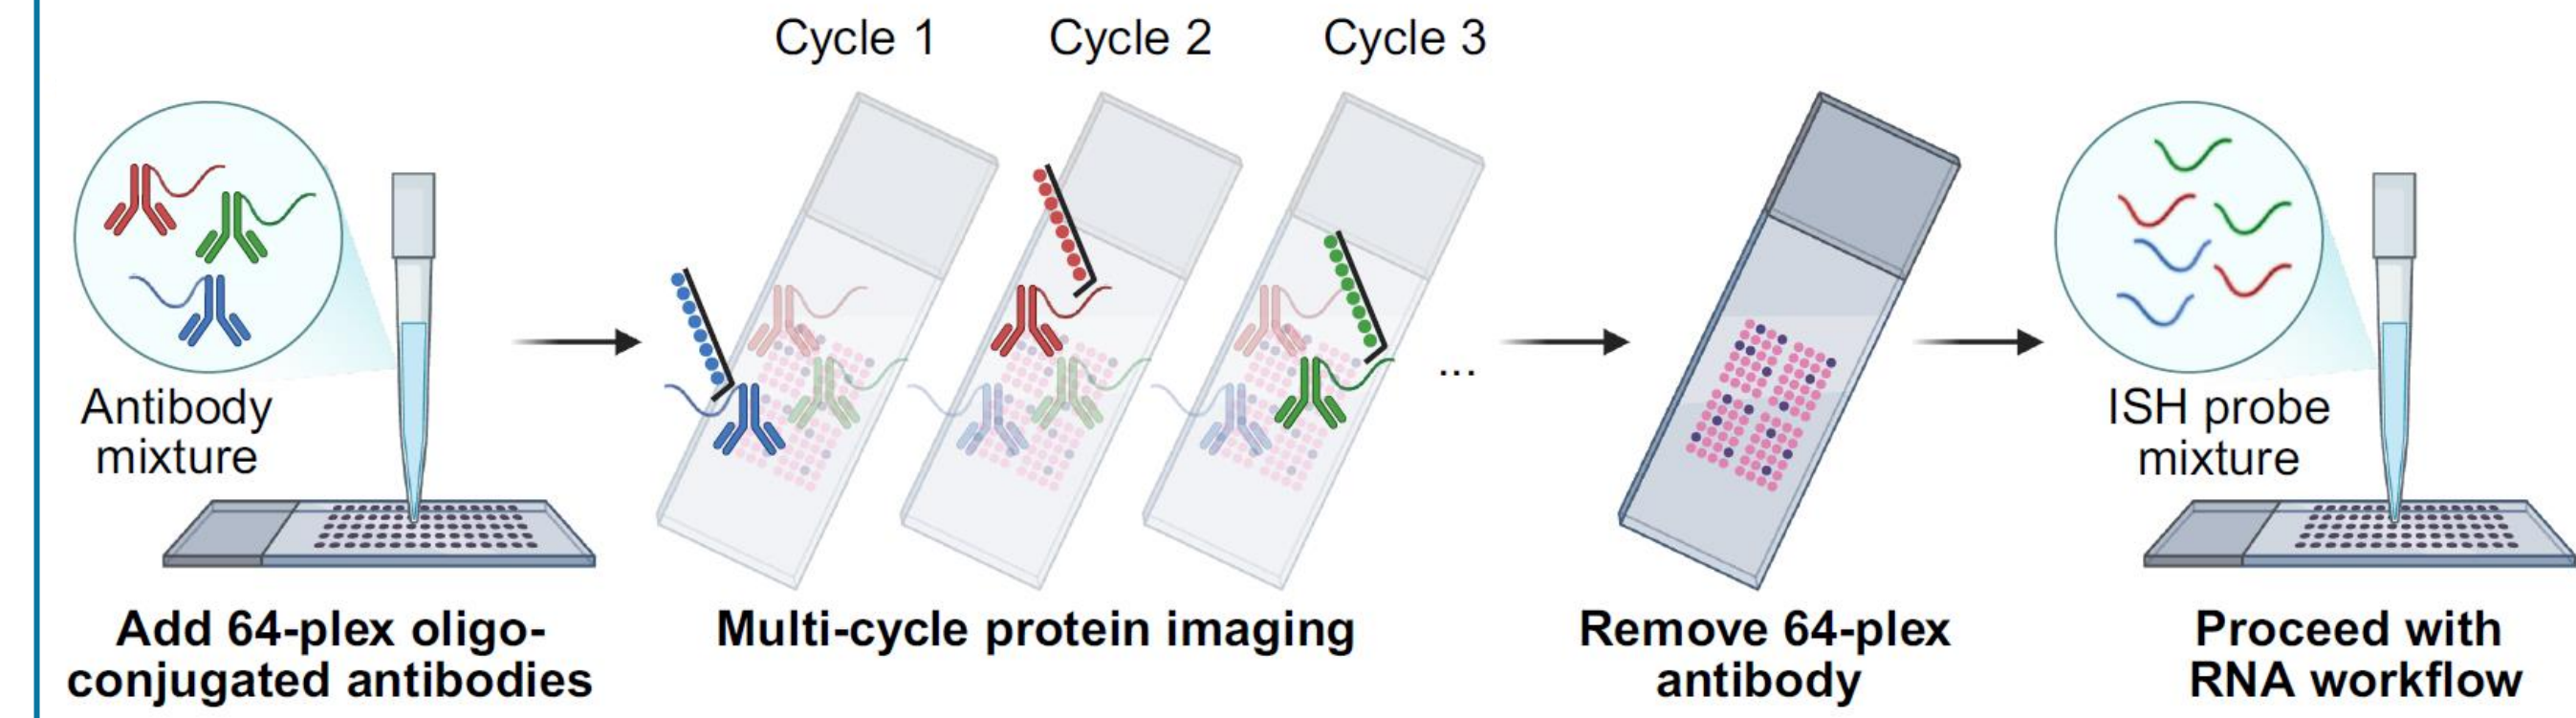 Cycle 1
Cycle 2
Cycle 3
Antibody
mixture
...
ISH probe
mixture
Add 64-plex oligo-
conjugated antibodies
Multi-cycle protein imaging
Remove 64-plex
antibody
Proceed with
RNA workflow